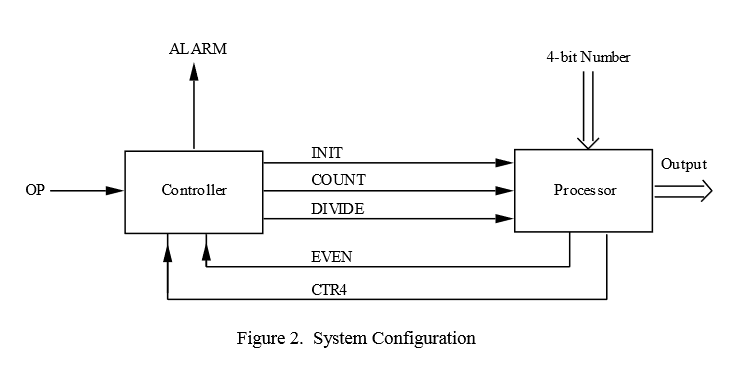 ALARM
4-bit Number
INIT
Output
OP
Controller
COUNT
Processor
DIVIDE
EVEN
CTR4
Figure 2. System Configuration